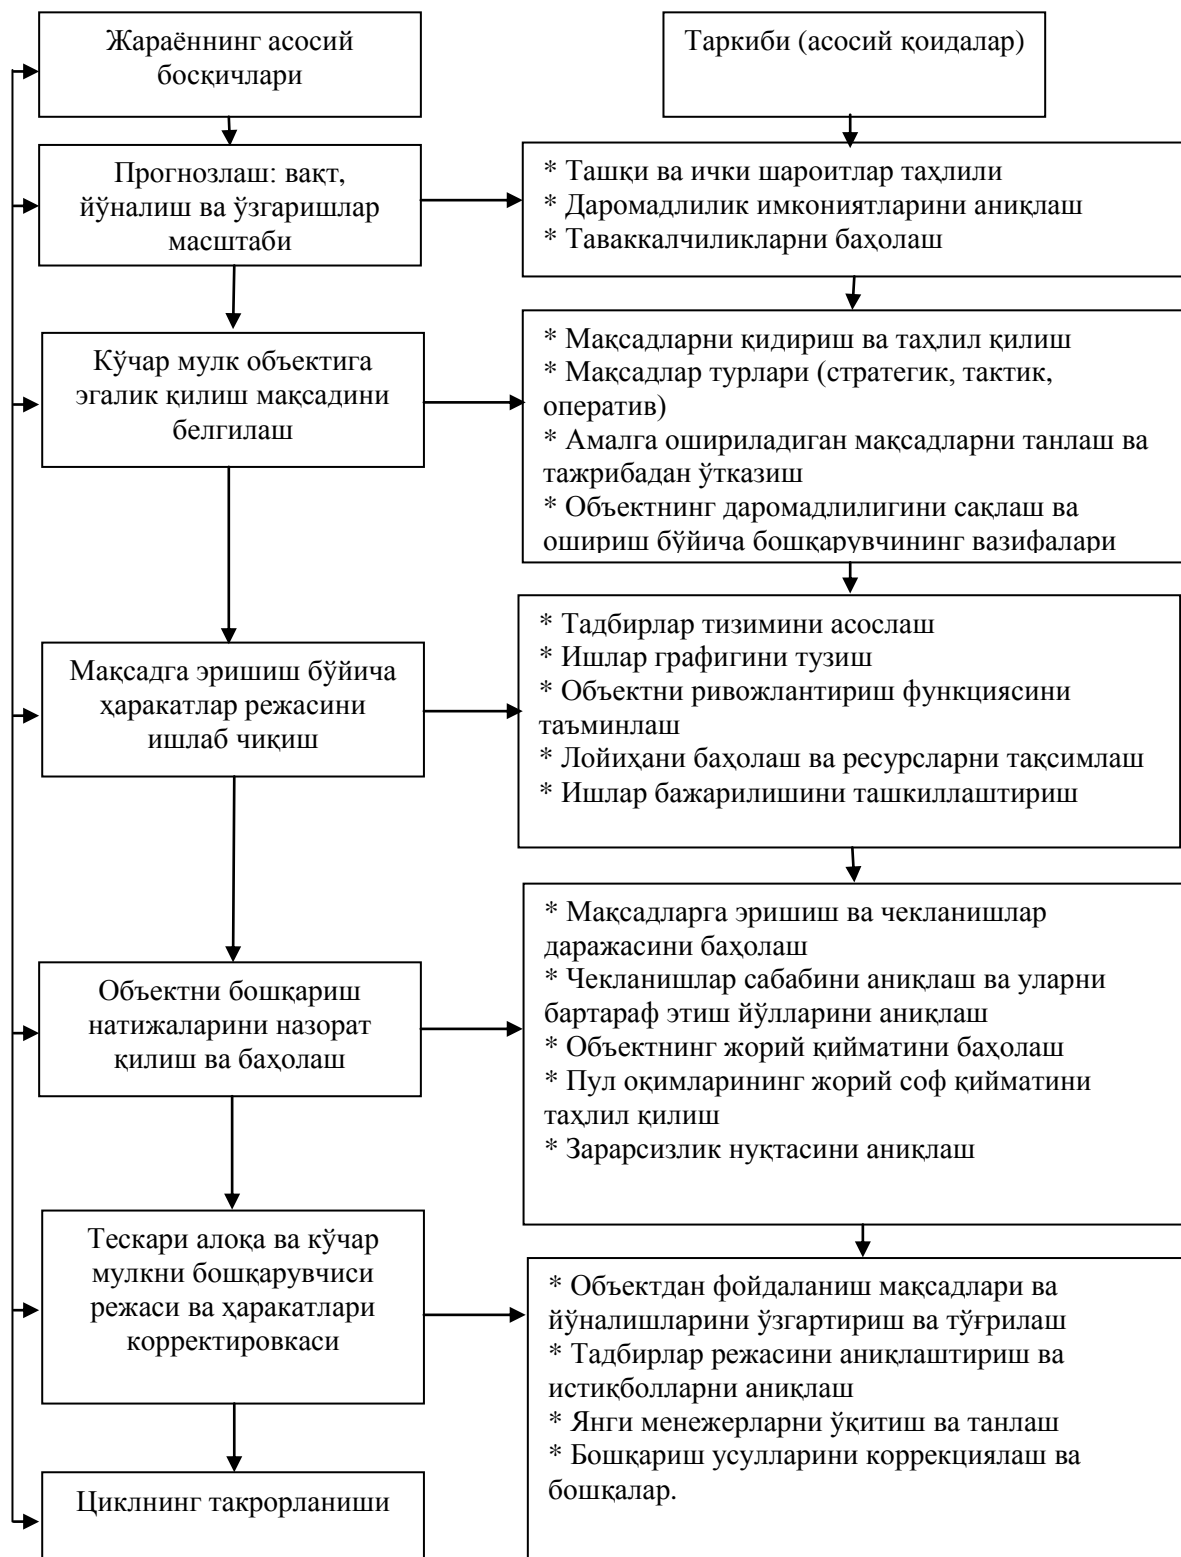 Жараённинг асосий
босқичлари
Таркиби (асосий қоидалар)
Прогнозлаш: вақт,
йўналиш ва ўзгаришлар
масштаби
* Ташқи ва ички шароитлар таҳлили
* Даромадлилик имкониятларини аниқлаш
* Таваккалчиликларни баҳолаш
Кўчар мулк объектига
эгалик қилиш мақсадини
белгилаш
* Мақсадларни қидириш ва таҳлил қилиш
* Мақсадлар турлари (стратегик, тактик,
оператив)
* Амалга ошириладиган мақсадларни танлаш ва
тажрибадан ўтказиш
* Объектнинг даромадлилигини сақлаш ва
ошириш бўйича бошқарувчининг вазифалари
Мақсадга эришиш бўйича
ҳаракатлар режасини
ишлаб чиқиш
* Тадбирлар тизимини асослаш
* Ишлар графигини тузиш
* Объектни ривожлантириш функциясини
таъминлаш
* Лойиҳани баҳолаш ва ресурсларни тақсимлаш
* Ишлар бажарилишини ташкиллаштириш
Объектни бошқариш
натижаларини назорат
қилиш ва баҳолаш
* Мақсадларга эришиш ва чекланишлар
даражасини баҳолаш
* Чекланишлар сабабини аниқлаш ва уларни
бартараф этиш йўлларини аниқлаш
* Объектнинг жорий қийматини баҳолаш
* Пул оқимларининг жорий соф қийматини
таҳлил қилиш
* Зарарсизлик нуқтасини аниқлаш
Тескари алоқа ва кўчар
мулкни бошқарувчиси
режаси ва ҳаракатлари
корректировкаси
* Объектдан фойдаланиш мақсадлари ва
йўналишларини ўзгартириш ва тўғрилаш
* Тадбирлар режасини аниқлаштириш ва
истиқболларни аниқлаш
* Янги менежерларни ўқитиш ва танлаш
* Бошқариш усулларини коррекциялаш ва
бошқалар.
Циклнинг такрорланиши